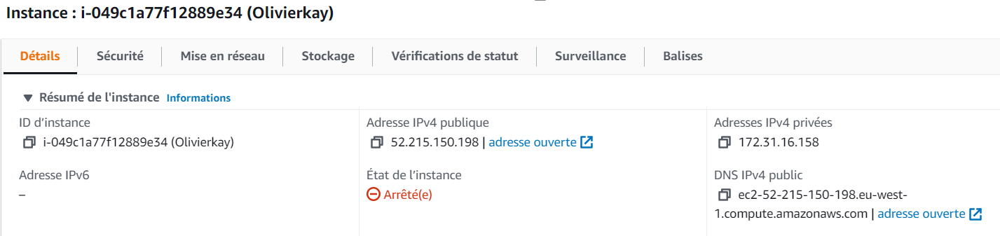 Instance : i-049c1a77f12889e34 (Olivierkay)
Détails
Sécurité
Mise en réseau
Stockage
Vérifications de statut
Surveillance
Balises
Résumé de l'instance Informations
ID d’instance
i-049c1a77f12889e34 (Olivierkay)
Adresse IPv4 publique
52.215.150.198 | adresse ouverte
Adresses IPv4 privées
172.31.16.158
Adresse IPv6
–
État de l’instance
Arrêté(e)
DNS IPv4 public
ec2-52-215-150-198.eu-west-
1.compute.amazonaws.com | adresse ouverte